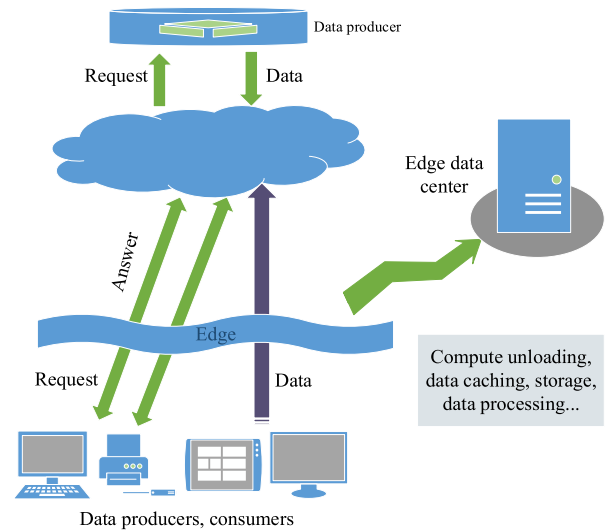 Data producer
Request
Data
Edge data
center
Answer
Edge
Request
Data
Compute unloading,
data caching, storage,
data processing...
Data producers, consumers